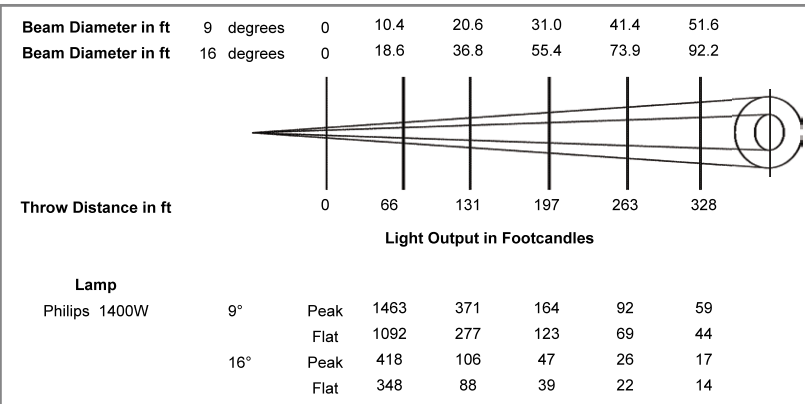 Beam Diameter in ft 9 degrees 0 10.4 20.6 31.0 41.4 51.6
Beam Diameter in ft 16 degrees 0 18.6 36.8 55.4 73.9 92.2
Throw Distance in ft 0 66 131 197 263 328
Light Output in Footcandles
Lamp
Philips 1400W 9° Peak 1463 371 164 92 59
Flat 1092 277 123 69 44
16° Peak 418 106 47 26 17
Flat 348 88 39 22 14